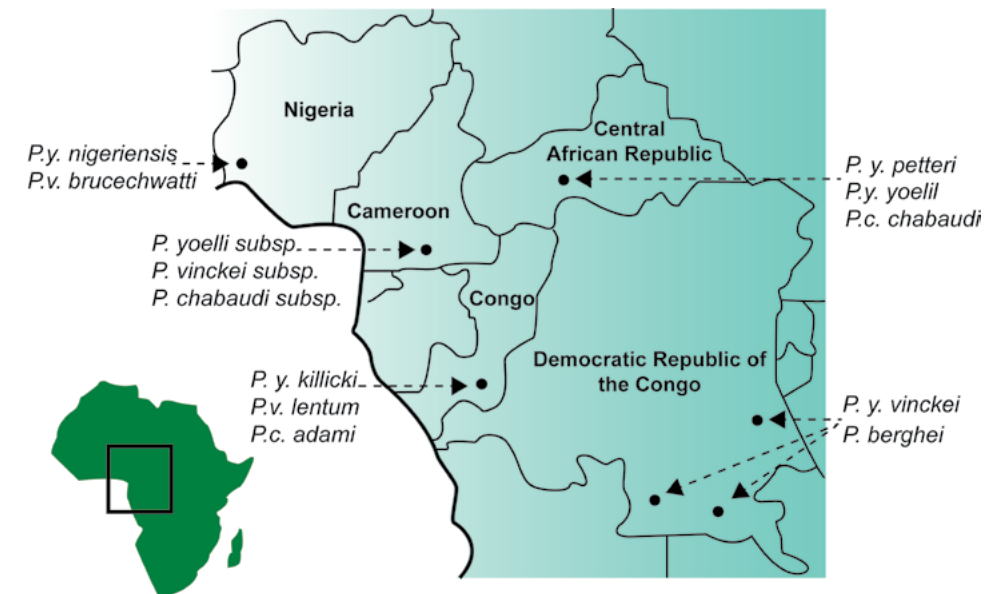 Nigeria
P.y. nigeriensis
P.v. brucechwatti
Central
African Republic
P. y. petteri
P.y. yoelil
P.c. chabaudi
Cameroon
P. yoelli subsp.
P. vinckei subsp.
P. chabaudi subsp.
Congo
Democratic Republic of
the Congo
P. y. killicki
P.v. lentum
P.c. adami
P. y. vinckei
P. berghei